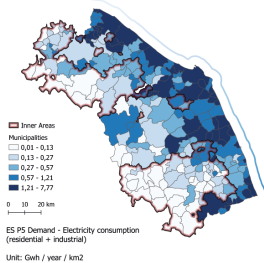 Inner Areas
Municipalities
0,01 - 0,13
0,13 - 0,27
0,27 - 0,57
0,57 - 1,21
1,21 - 7,77
0 10 20 km
ES P5 Demand - Electricity consumption
(residential + industrial)
Unit: Gwh / year / km2